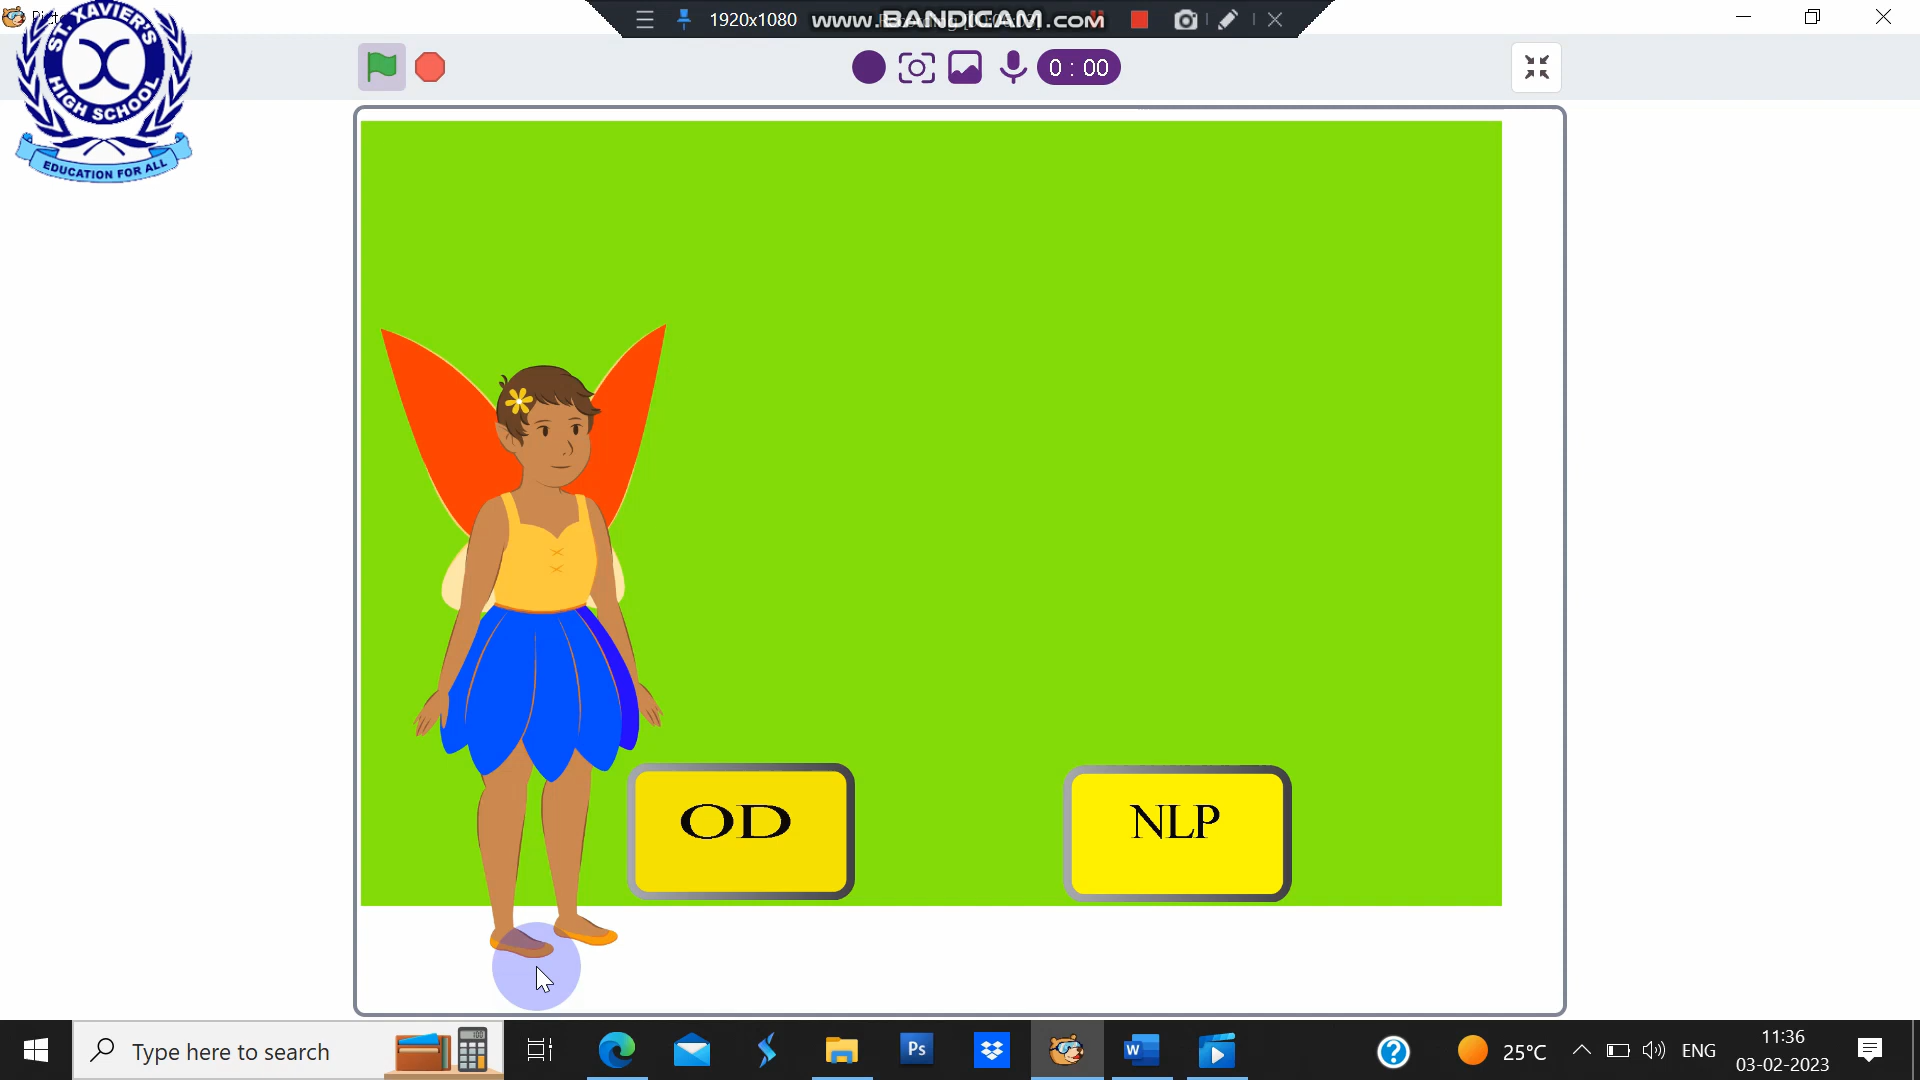 ST. XAVIER'S
HIGH SCHOOL
EDUCATION FOR ALL
1920x1080
www.BANDICAM.com
0 : 00
OD
NLP
Type here to search
Ps
W
?
25°C
ENG
11:36
03-02-2023